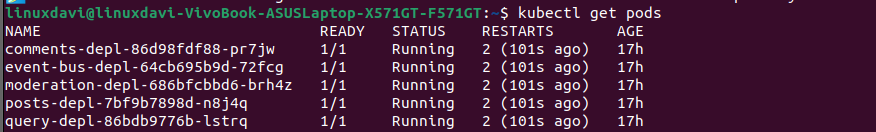 linuxdavi@linuxdavi-VivoBook-ASUSLaptop-X571GT-F571GT:~$ kubectl get pods
NAME READY STATUS RESTARTS AGE
comments-depl-86d98fdf88-pr7jw 1/1 Running 2 (101s ago) 17h
event-bus-depl-64cb695b9d-72fcg 1/1 Running 2 (101s ago) 17h
moderation-depl-686bfcbbd6-brh4z 1/1 Running 2 (101s ago) 17h
posts-depl-7bf9b7898d-n8j4q 1/1 Running 2 (101s ago) 17h
query-depl-86bdb9776b-lstrq 1/1 Running 2 (101s ago) 17h